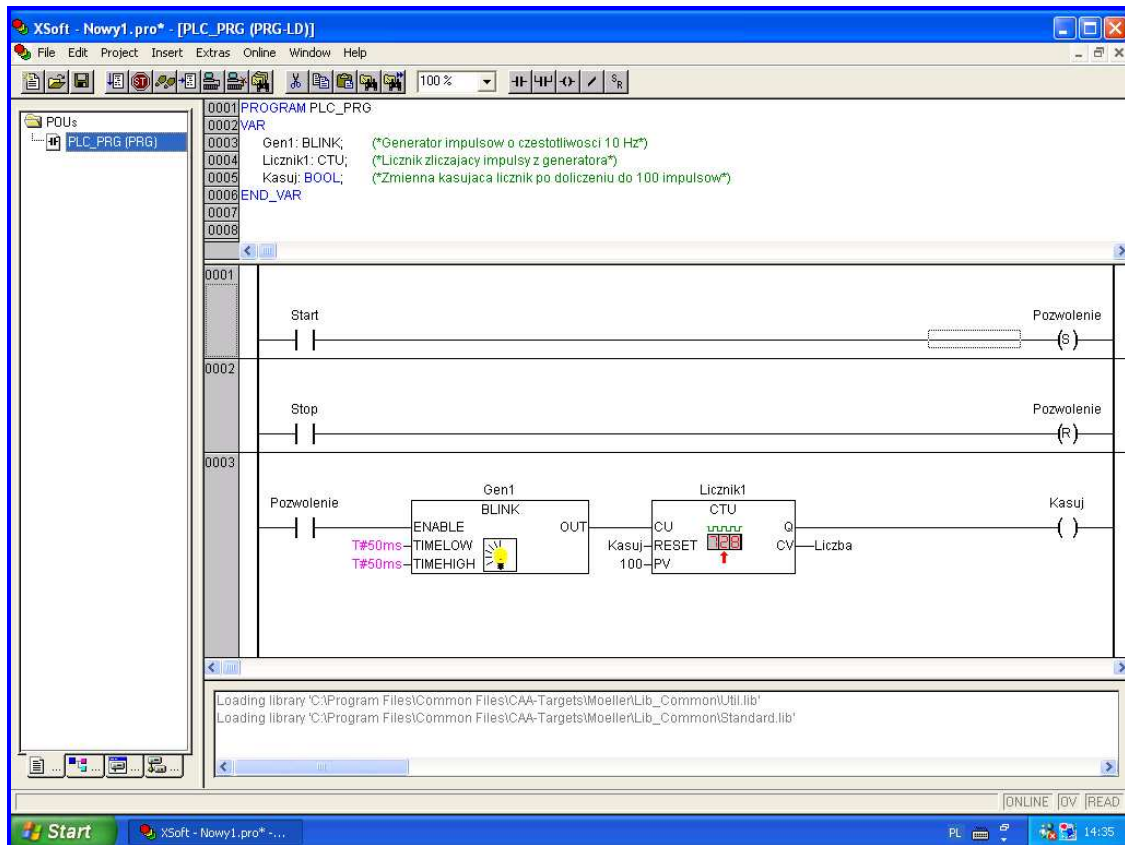 XSoft - Nowy1.pro* - [PLC_PRG (PRG-LD)]
File Edit Project Insert Extras Online Window Help
100 %
POUs
PLC_PRG (PRG)
0001 PROGRAM PLC_PRG
0002 VAR
0003 Gen1: BLINK; (*Generator impulsow o czestotliwosci 10 Hz*)
0004 Licznik1: CTU; (*Licznik zliczajacy impulsy z generatora*)
0005 Kasuj: BOOL; (*Zmienna kasujaca licznik po doliczeniu do 100 impulsow*)
0006 END_VAR
0007
0008
0001
Start Pozwolenie
(S)
0002
Stop Pozwolenie
(R)
0003
Gen1 Licznik1
Pozwolenie BLINK CTU Kasuj
ENABLE OUT CU Q ( )
T#50ms TIMELOW Kasuj RESET 728 CV Liczba
T#50ms TIMEHIGH 100 PV
Loading library 'C:\Program Files\Common Files\CAA-Targets\Moeller\Lib_Common\Util.lib'
Loading library 'C:\Program Files\Common Files\CAA-Targets\Moeller\Lib_Common\Standard.lib'
ONLINE OV READ
Start XSoft - Nowy1.pro* -... PL 14:35